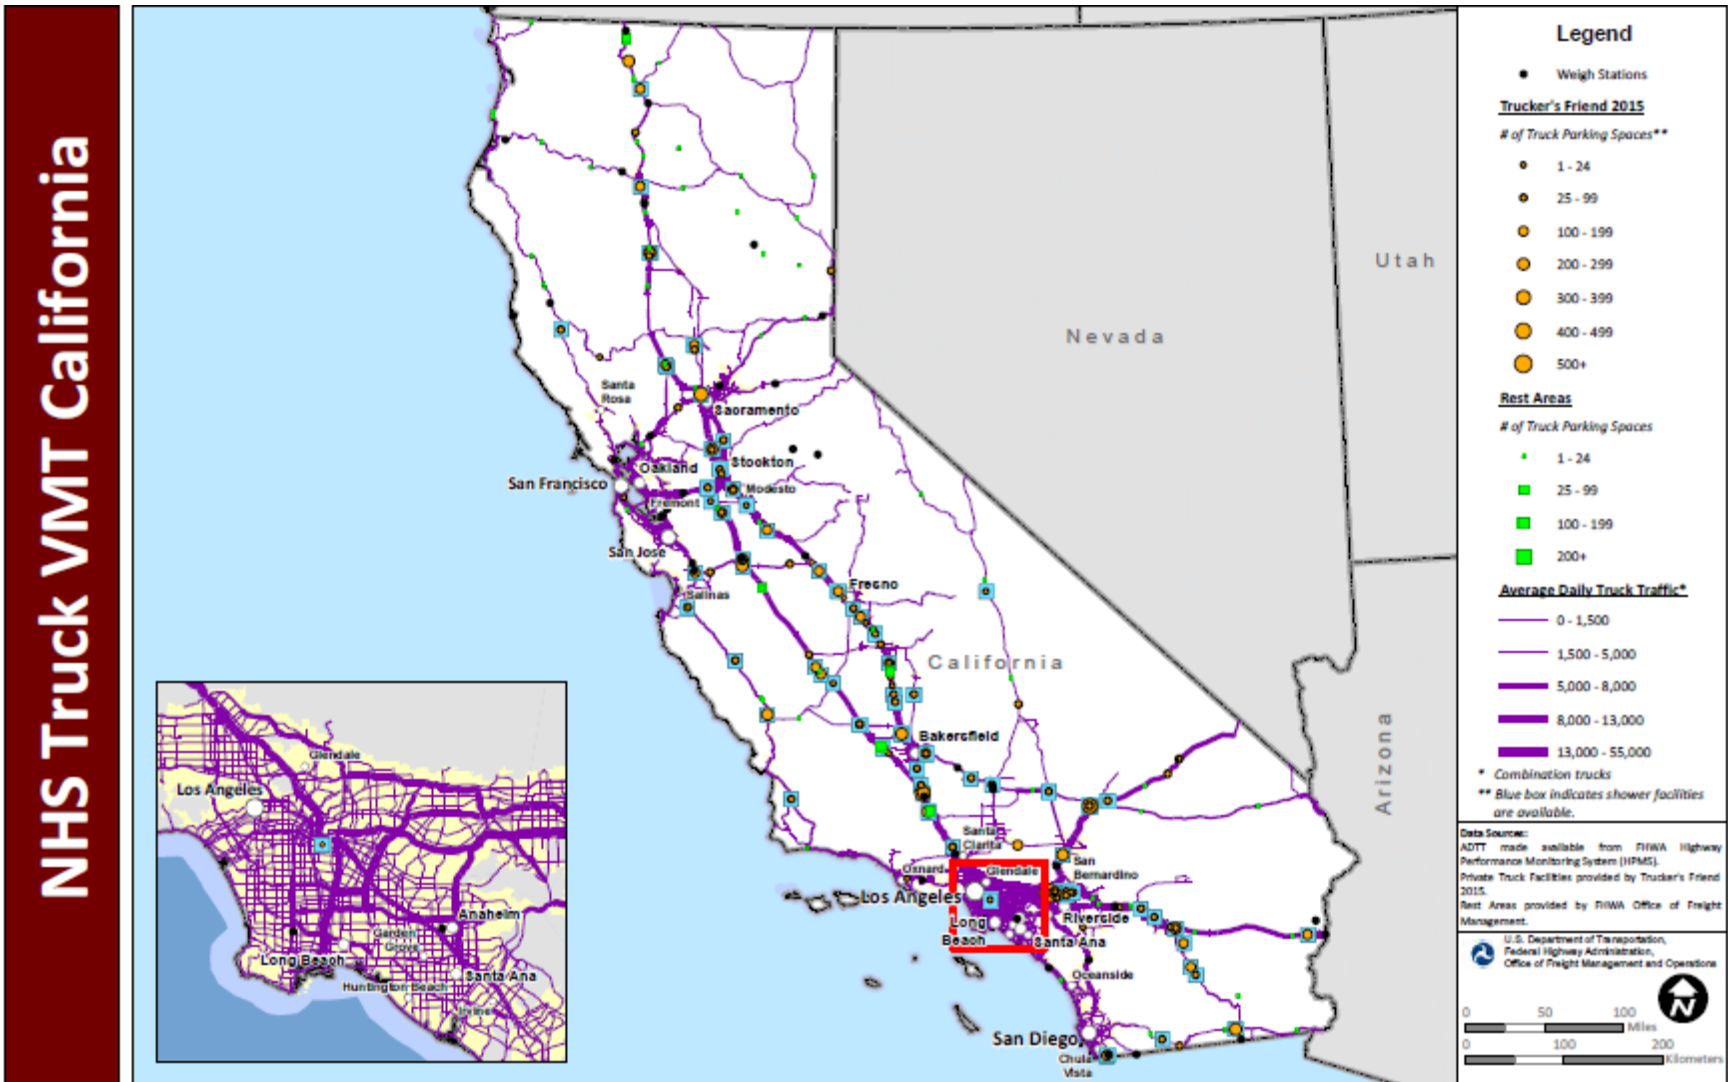 NHS Truck VMT California
Legend
Weigh Stations
Trucker's Friend 2015
# of Truck Parking Spaces**
1 - 24
25 - 99
100 - 199
200 - 299
300 - 399
400 - 499
500+
Rest Areas
# of Truck Parking Spaces
1 - 24
25 - 99
100 - 199
200+
Average Daily Truck Traffic*
0 - 1,500
1,500 - 5,000
5,000 - 8,000
8,000 - 13,000
13,000 - 55,000
* Combination trucks
** Blue box indicates shower facilities
are available.
Data Sources:
ADTT made available from FHWA Highway
Performance Monitoring System (HPMS).
Private Truck Facilities provided by Trucker's Friend
2015.
Rest Areas provided by FHWA Office of Freight
Management.
U.S. Department of Transportation,
Federal Highway Administration,
Office of Freight Management and Operations
N
0 50 100
Miles
0 100 200
Kilometers
Utah
Nevada
Arizona
California
Santa
Rosa
Sacramento
Oakland
Stockton
San Francisco
Fremont
Modesto
San Jose
Salinas
Fresno
Bakersfield
Santa
Clarita
Oxnard
Glendale
San
Bernardino
Los Angeles
Riverside
Long
Beach
Santa Ana
Oceanside
San Diego
Chula
Vista
Glendale
Los Angeles
Anaheim
Garden
Grove
Long Beach
Santa Ana
Huntington Beach
Irvine